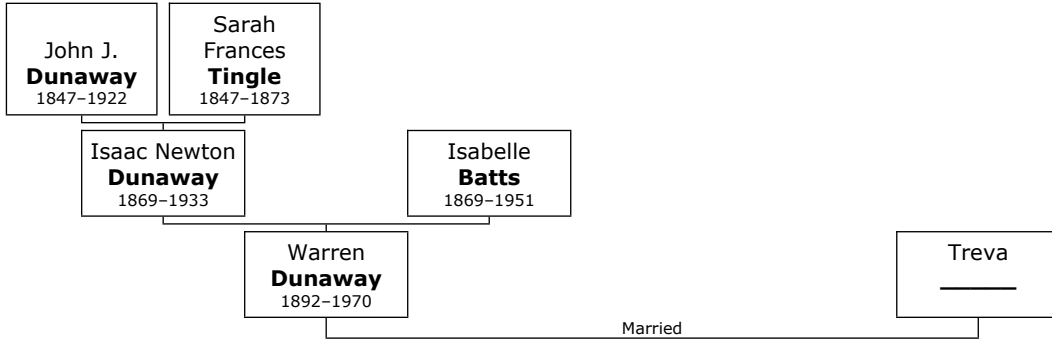 John J.
Dunaway
1847–1922
Sarah
Frances
Tingle
1847–1873
Isaac Newton
Dunaway
1869–1933
Isabelle
Batts
1869–1951
Warren
Dunaway
1892–1970
Treva
_____
Married